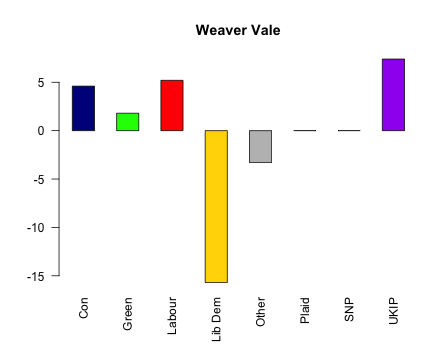 Weaver Vale
5
0
-5
-10
-15
Con
Green
Labour
Lib Dem
Other
Plaid
SNP
UKIP